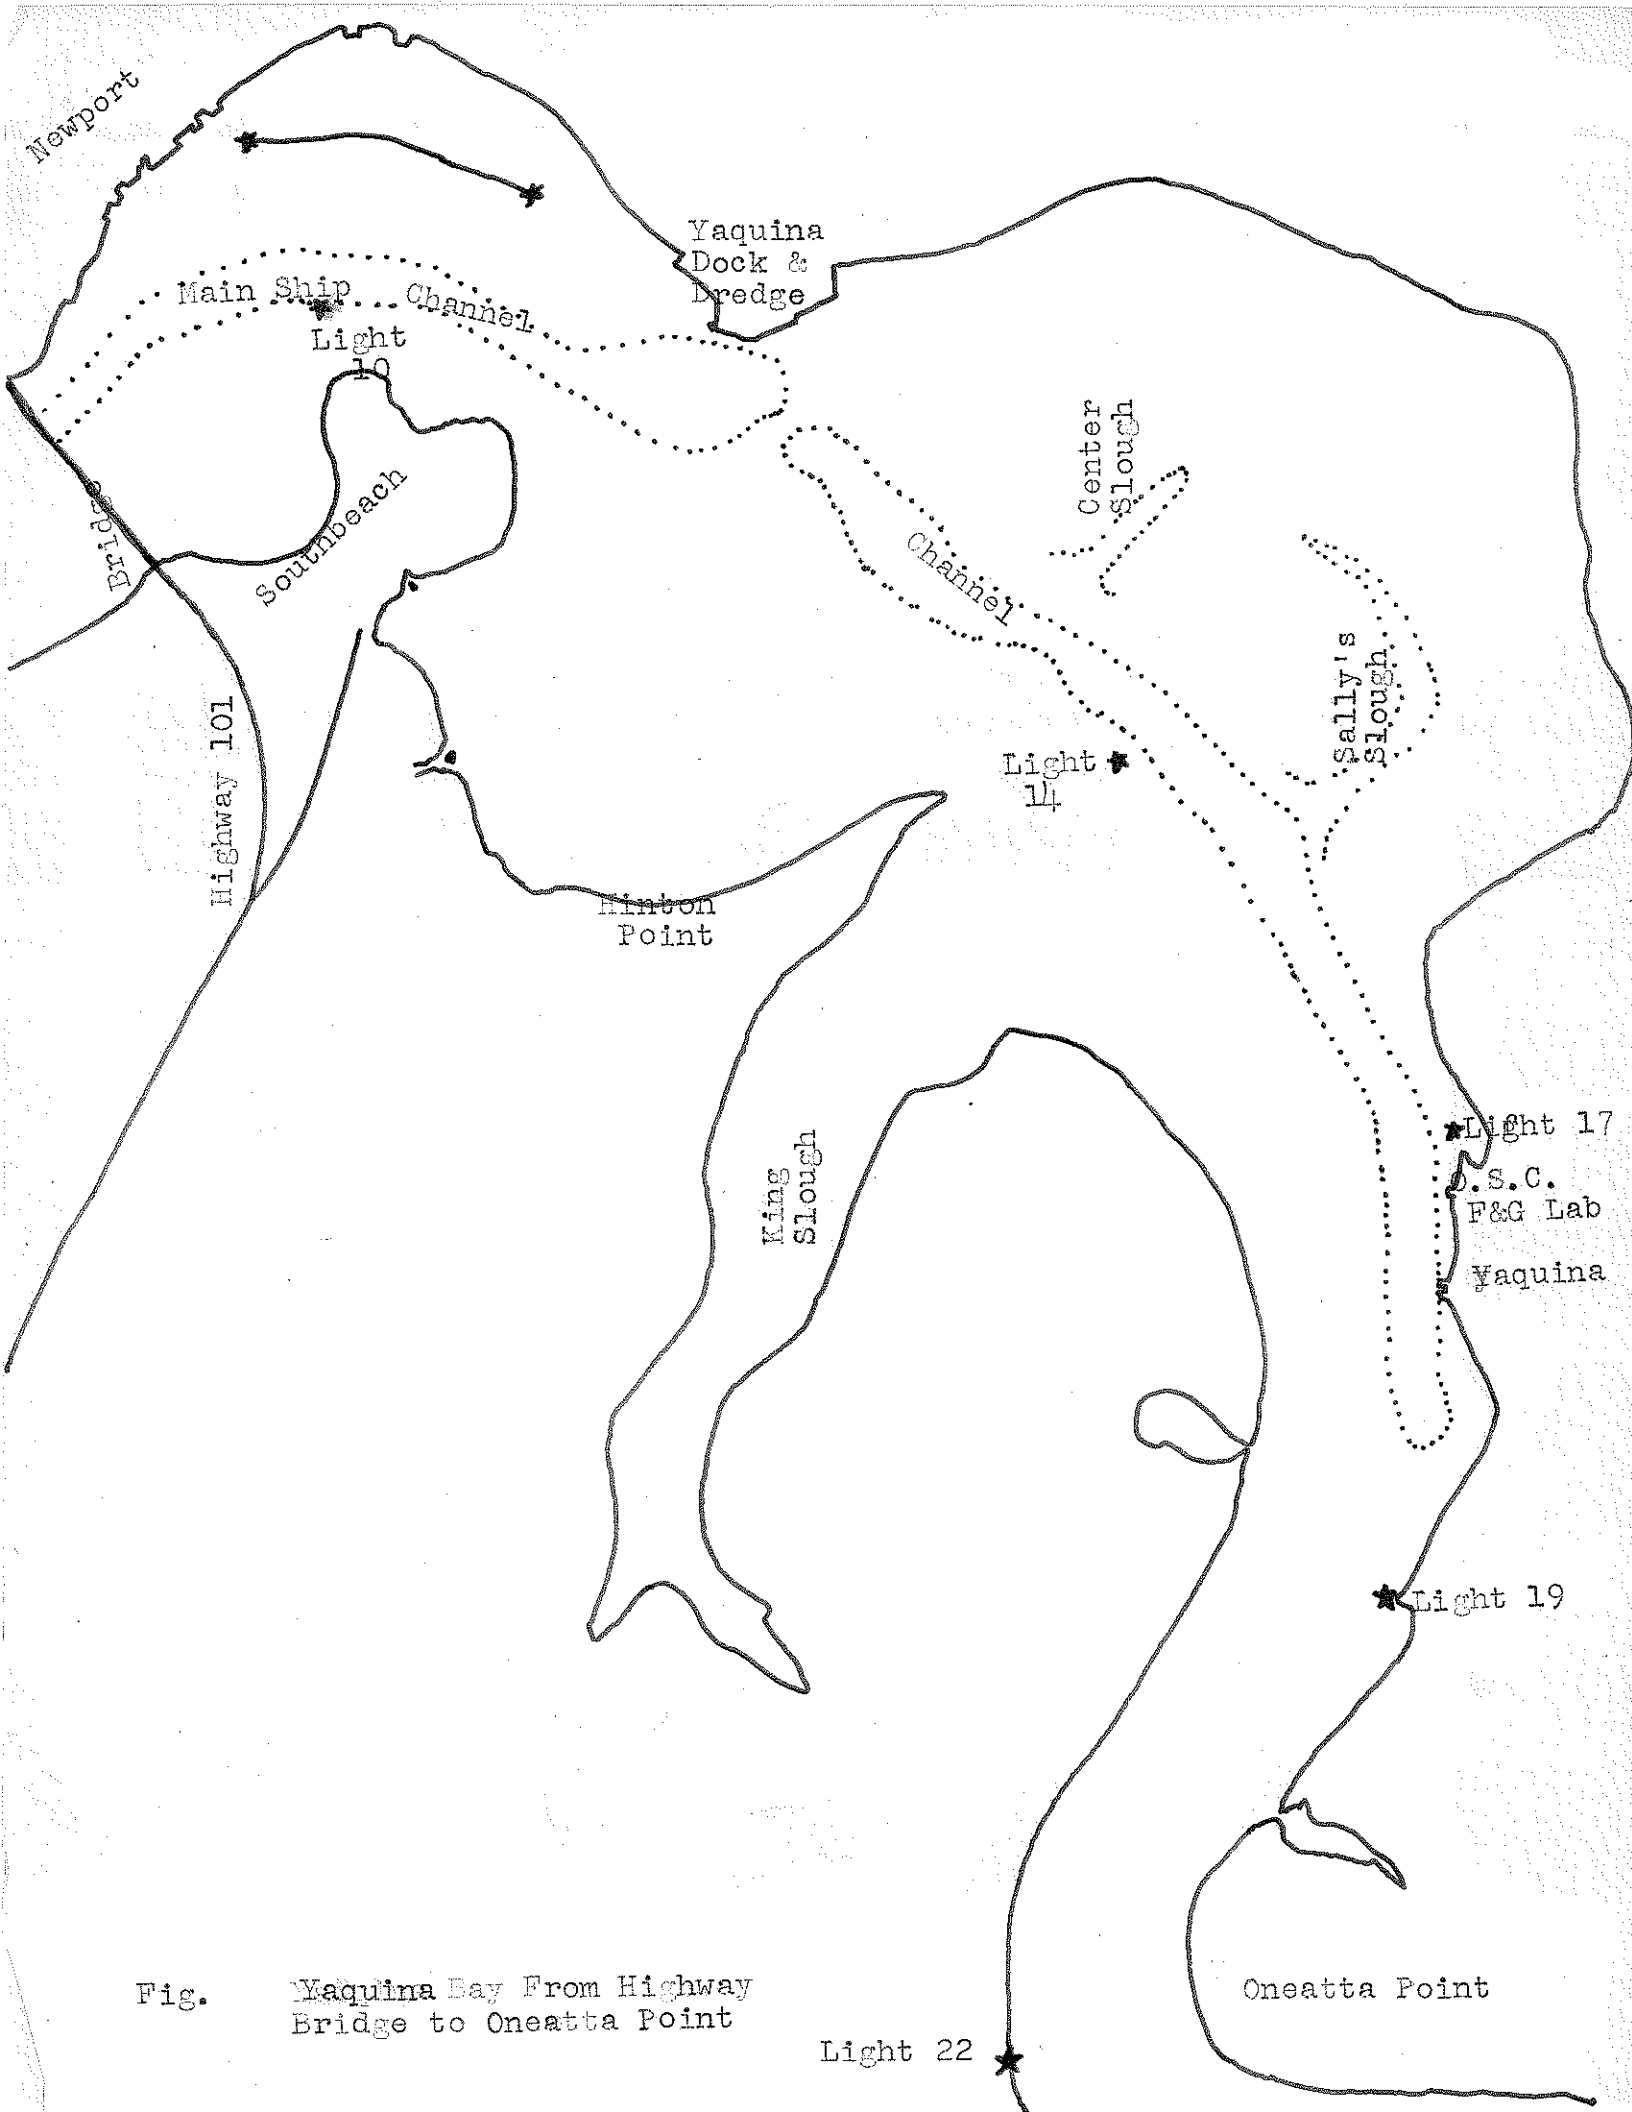 Newport
Yaquina
Dock &
Dredge
Main Ship Channel
Light
10
Center
Slough
Bridge
Southbeach
Channel
Sally's
Slough
Highway 101
Light
14
Hinton
Point
King
Slough
Light 17
O.S.C.
F&G Lab
Yaquina
Light 19
Oneatta Point
Fig. Yaquina Bay From Highway
Bridge to Oneatta Point
Light 22